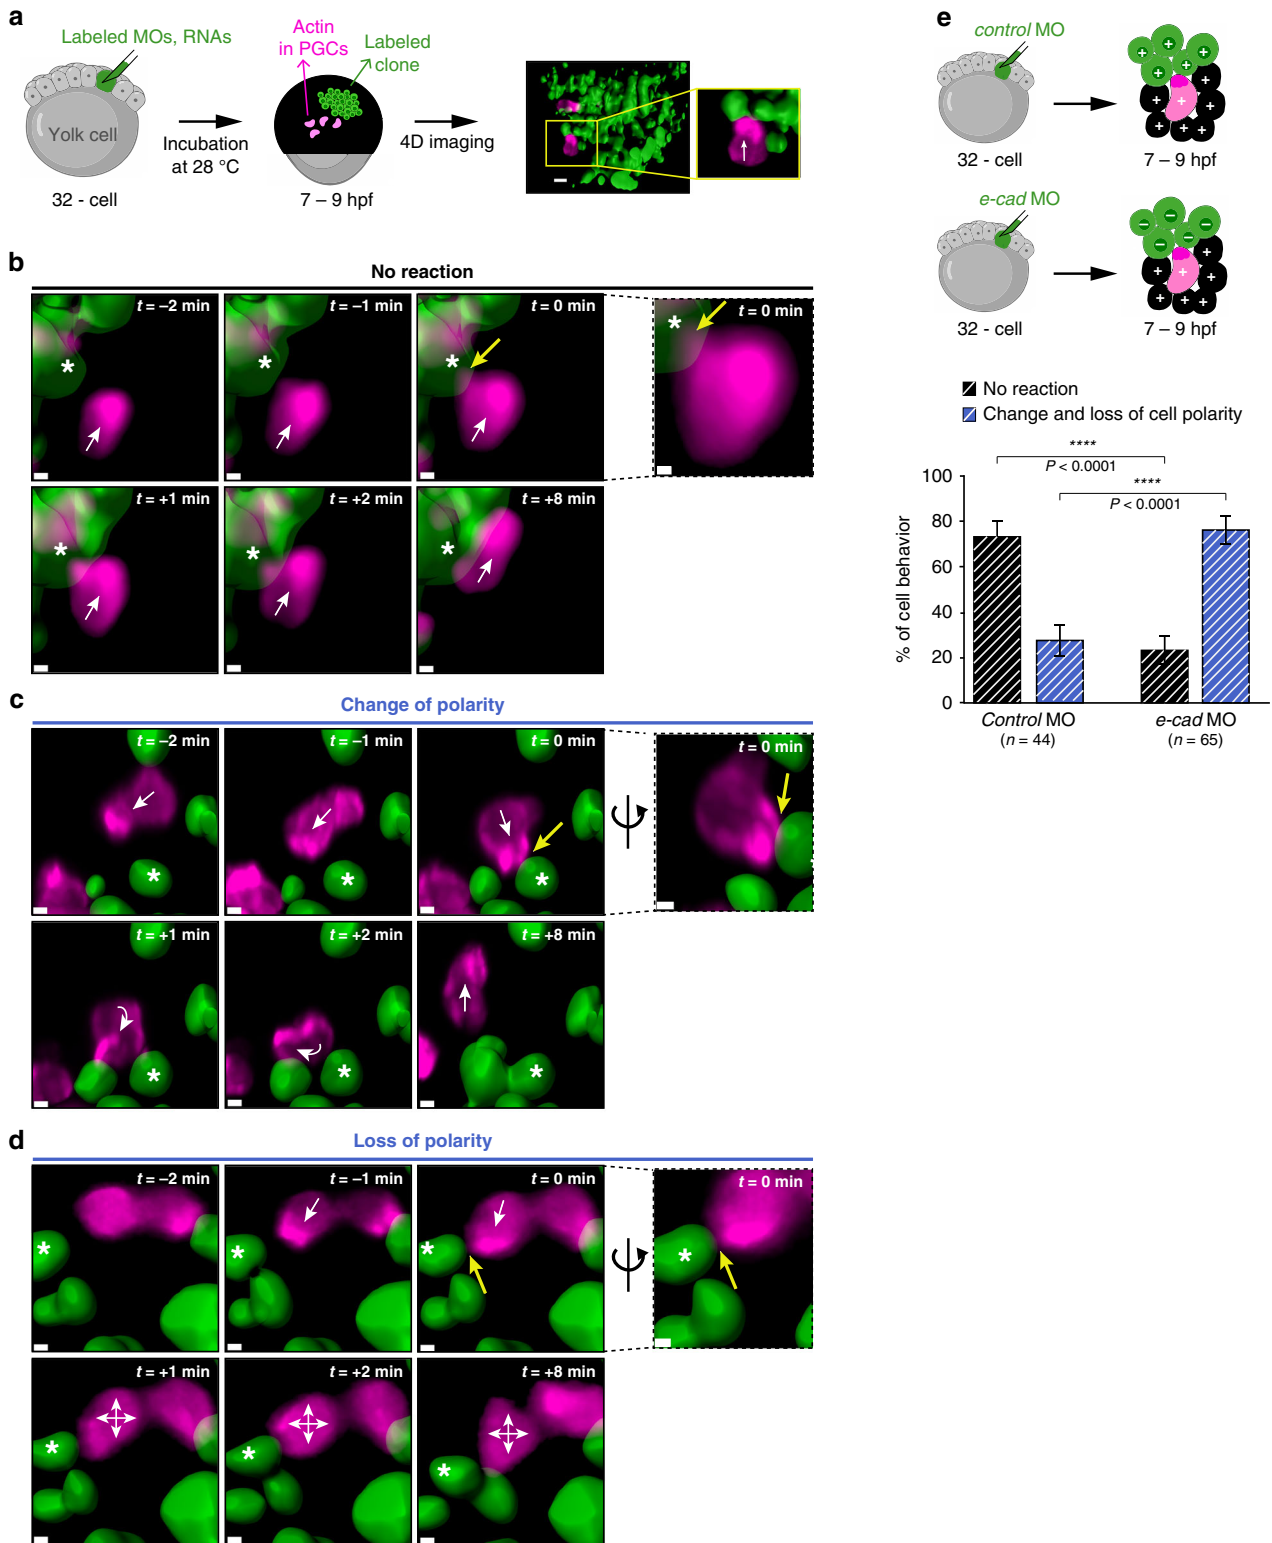 a
Labeled MOs, RNAs
Yolk cell
32 - cell
Incubation
at 28 °C
Actin
in PGCs
Labeled
clone
7 – 9 hpf
4D imaging
b
No reaction
t = –2 min
t = –1 min
t = 0 min
t = 0 min
*
*
*
*
t = +1 min
t = +2 min
t = +8 min
*
*
*
c
Change of polarity
t = –2 min
t = –1 min
t = 0 min
t = 0 min
*
*
*
t = +1 min
t = +2 min
t = +8 min
*
*
*
d
Loss of polarity
t = –2 min
t = –1 min
t = 0 min
t = 0 min
*
*
*
*
t = +1 min
t = +2 min
t = +8 min
*
*
*
e
control MO
32 - cell
7 – 9 hpf
e-cad MO
32 - cell
7 – 9 hpf
No reaction
Change and loss of cell polarity
****
P < 0.0001
****
P < 0.0001
% of cell behavior
100
80
60
40
20
0
Control MO
(n = 44)
e-cad MO
(n = 65)